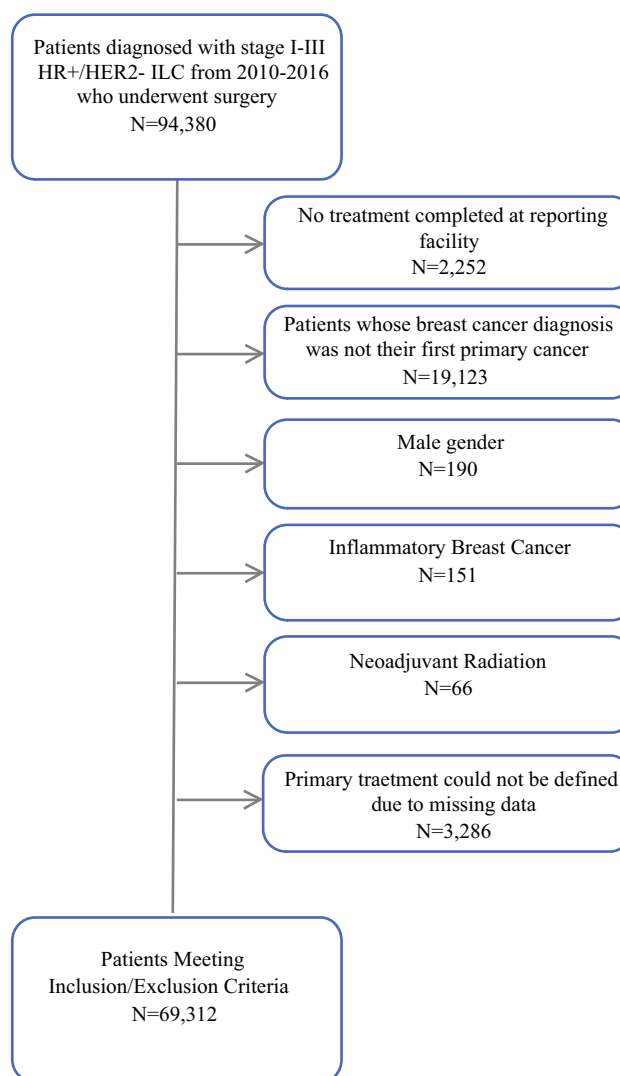 Patients diagnosed with stage I-III
HR+/HER2- ILC from 2010-2016
who underwent surgery
N=94,380
No treatment completed at reporting
facility
N=2,252
Patients whose breast cancer diagnosis
was not their first primary cancer
N=19,123
Male gender
N=190
Inflammatory Breast Cancer
N=151
Neoadjuvant Radiation
N=66
Primary traetment could not be defined
due to missing data
N=3,286
Patients Meeting
Inclusion/Exclusion Criteria
N=69,312